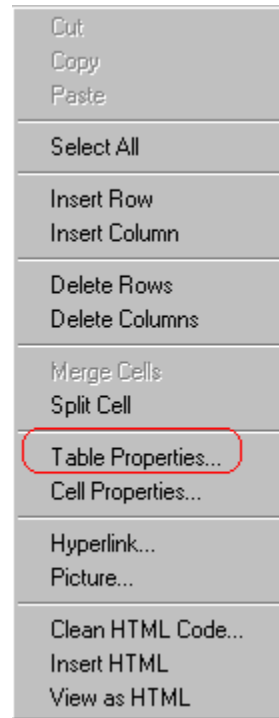 Cut
Copy
Paste
Select All
Insert Row
Insert Column
Delete Rows
Delete Columns
Merge Cells
Split Cell
Table Properties...
Cell Properties...
Hyperlink...
Picture...
Clean HTML Code...
Insert HTML
View as HTML